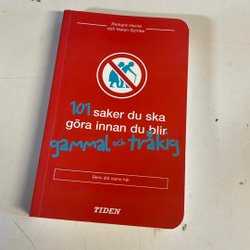 Richard Horne
och Helen Szirtes
101 saker du ska
göra innan du blir
gammal och tråkig
Skriv ditt namn här
TIDEN